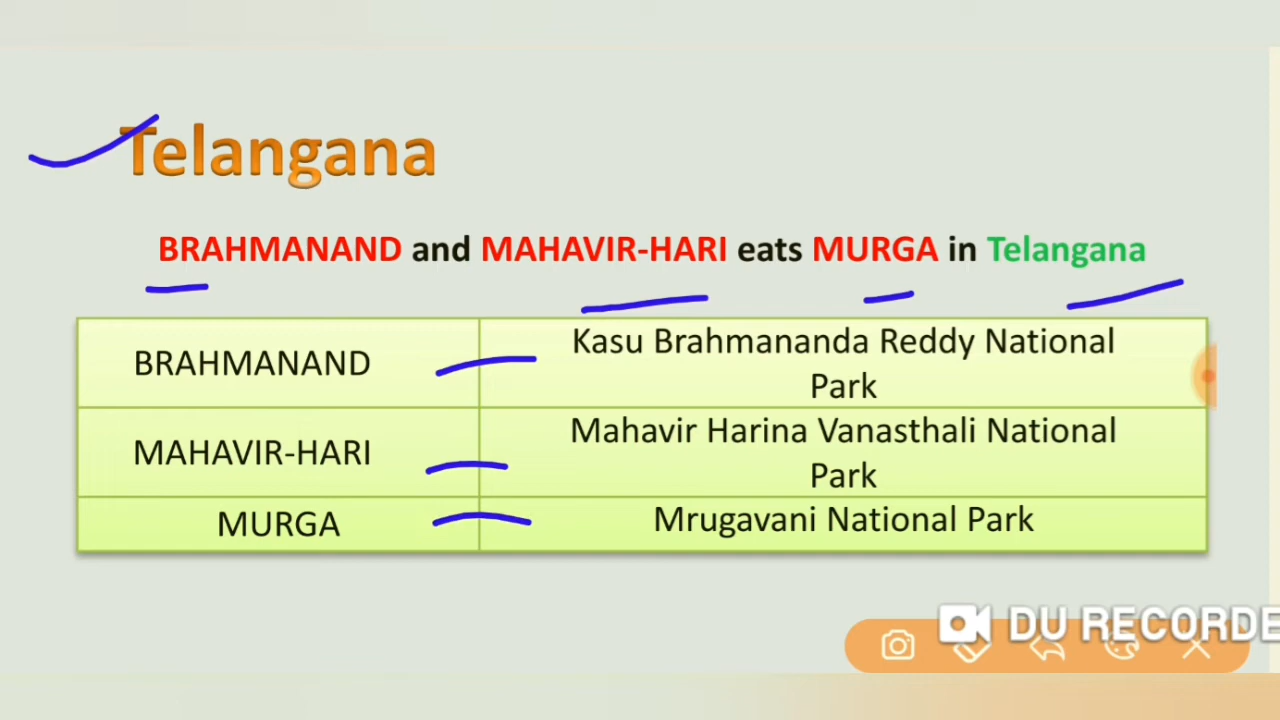 Telangana
BRAHMANAND and MAHAVIR-HARI eats MURGA in Telangana
BRAHMANAND
Kasu Brahmananda Reddy National
Park
MAHAVIR-HARI
Mahavir Harina Vanasthali National
Park
MURGA
Mrugavani National Park
DU RECORDE